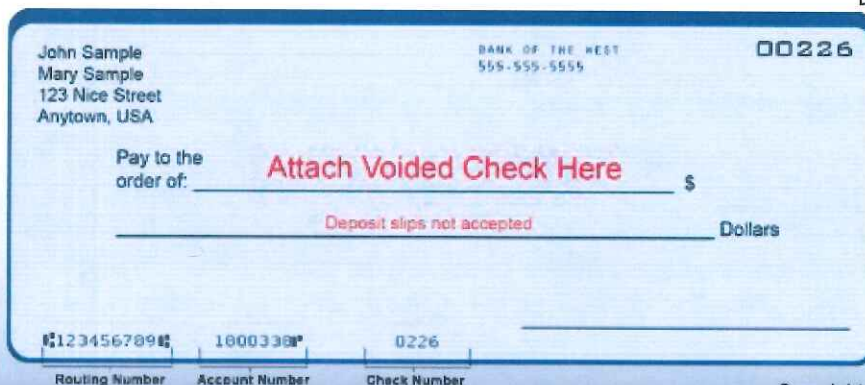 John Sample
Mary Sample
123 Nice Street
Anytown, USA
BANK OF THE WEST
555-555-5555
00226
Pay to the
order of:
Attach Voided Check Here
$
Deposit slips not accepted
Dollars
⑆123456789⑆ 1000338⑈ 0226
Routing Number Account Number Check Number